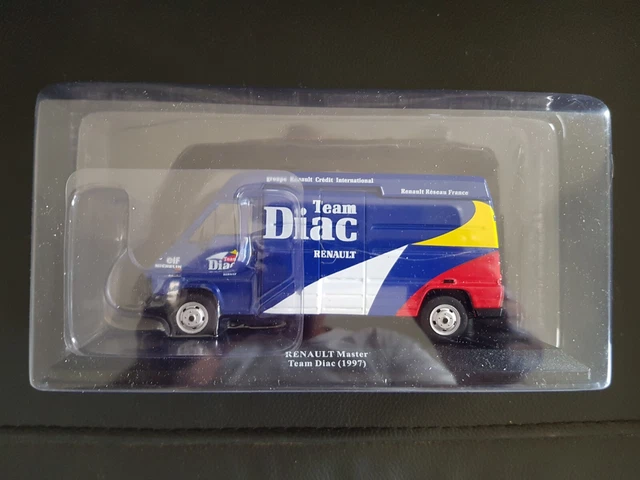 groupe Renault Crédit International
Renault Réseau France
Team
Diac
RENAULT
elf
Team
Diac
RENAULT Master
Team Diac (1997)